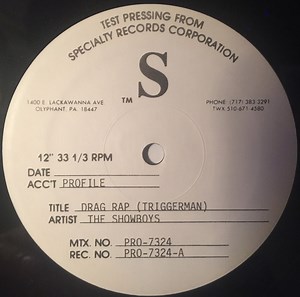 TEST PRESSING FROM
SPECIALTY RECORDS CORPORATION
S
TM
1400 E. LACKAWANNA AVE.
OLYPHANT, PA. 18447
PHONE: (717) 383-2291
TWX 510-671-4580
12" 33 1/3 RPM
DATE
ACC'T PROFILE
TITLE DRAG RAP (TRIGGERMAN)
ARTIST THE SHOWBOYS
MTX. NO. PRO-7324
REC. NO. PRO-7324-A